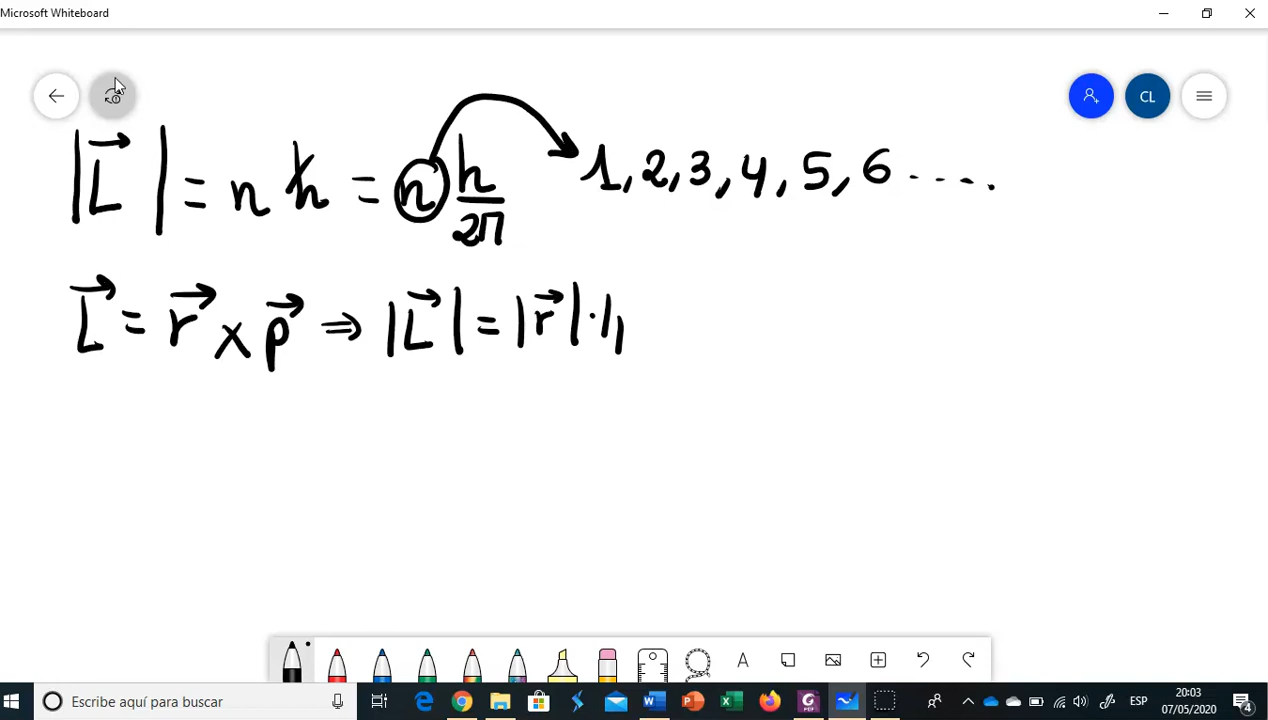 Microsoft Whiteboard
CL
|L⃗| = n ħ = n h/2π 1, 2, 3, 4, 5, 6 .....
L⃗ = r⃗ x p⃗ ⇒ |L⃗| = |r⃗|·|
A
Escribe aquí para buscar
ESP
20:03
07/05/2020
4